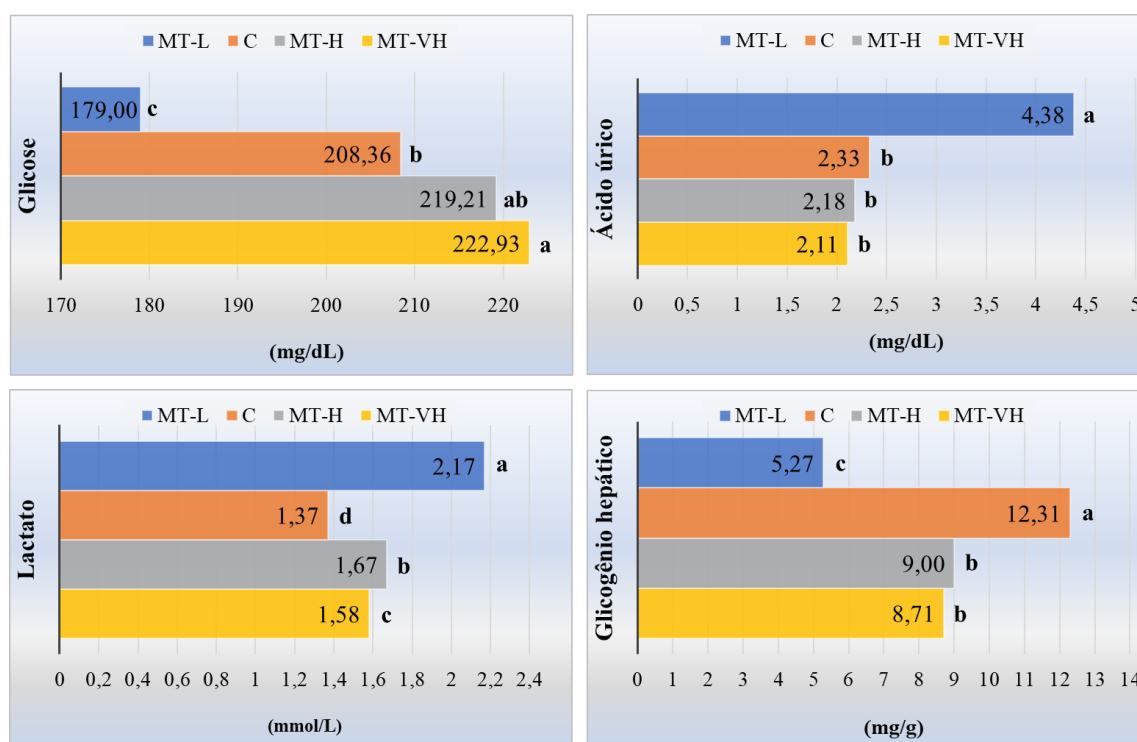 MT-L C MT-H MT-VH
Glicose
179,00 c
208,36 b
219,21 ab
222,93 a
170 180 190 200 210 220
(mg/dL)
MT-L C MT-H MT-VH
Ácido úrico
4,38 a
2,33 b
2,18 b
2,11 b
0 0,5 1 1,5 2 2,5 3 3,5 4 4,5 5
(mg/dL)
MT-L C MT-H MT-VH
Lactato
2,17 a
1,37 d
1,67 b
1,58 c
0 0,2 0,4 0,6 0,8 1 1,2 1,4 1,6 1,8 2 2,2 2,4
(mmol/L)
MT-L C MT-H MT-VH
Glicogênio hepático
5,27 c
12,31 a
9,00 b
8,71 b
0 1 2 3 4 5 6 7 8 9 10 11 12 13 14
(mg/g)